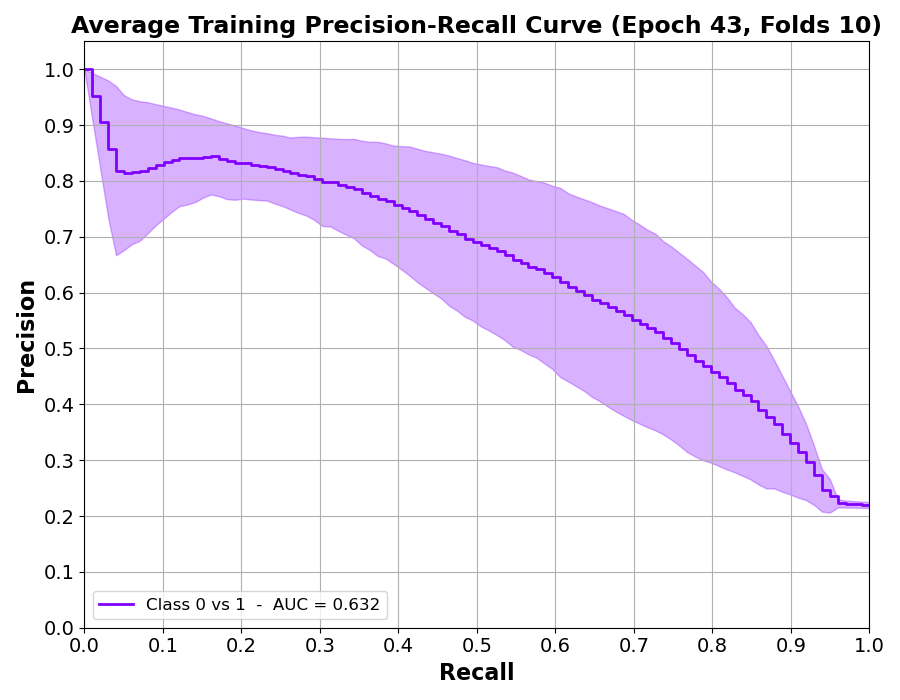 Average Training Precision-Recall Curve (Epoch 43, Folds 10)
Precision
1.0
0.9
0.8
0.7
0.6
0.5
0.4
0.3
0.2
0.1
0.0
Class 0 vs 1 - AUC = 0.632
0.0 0.1 0.2 0.3 0.4 0.5 0.6 0.7 0.8 0.9 1.0
Recall